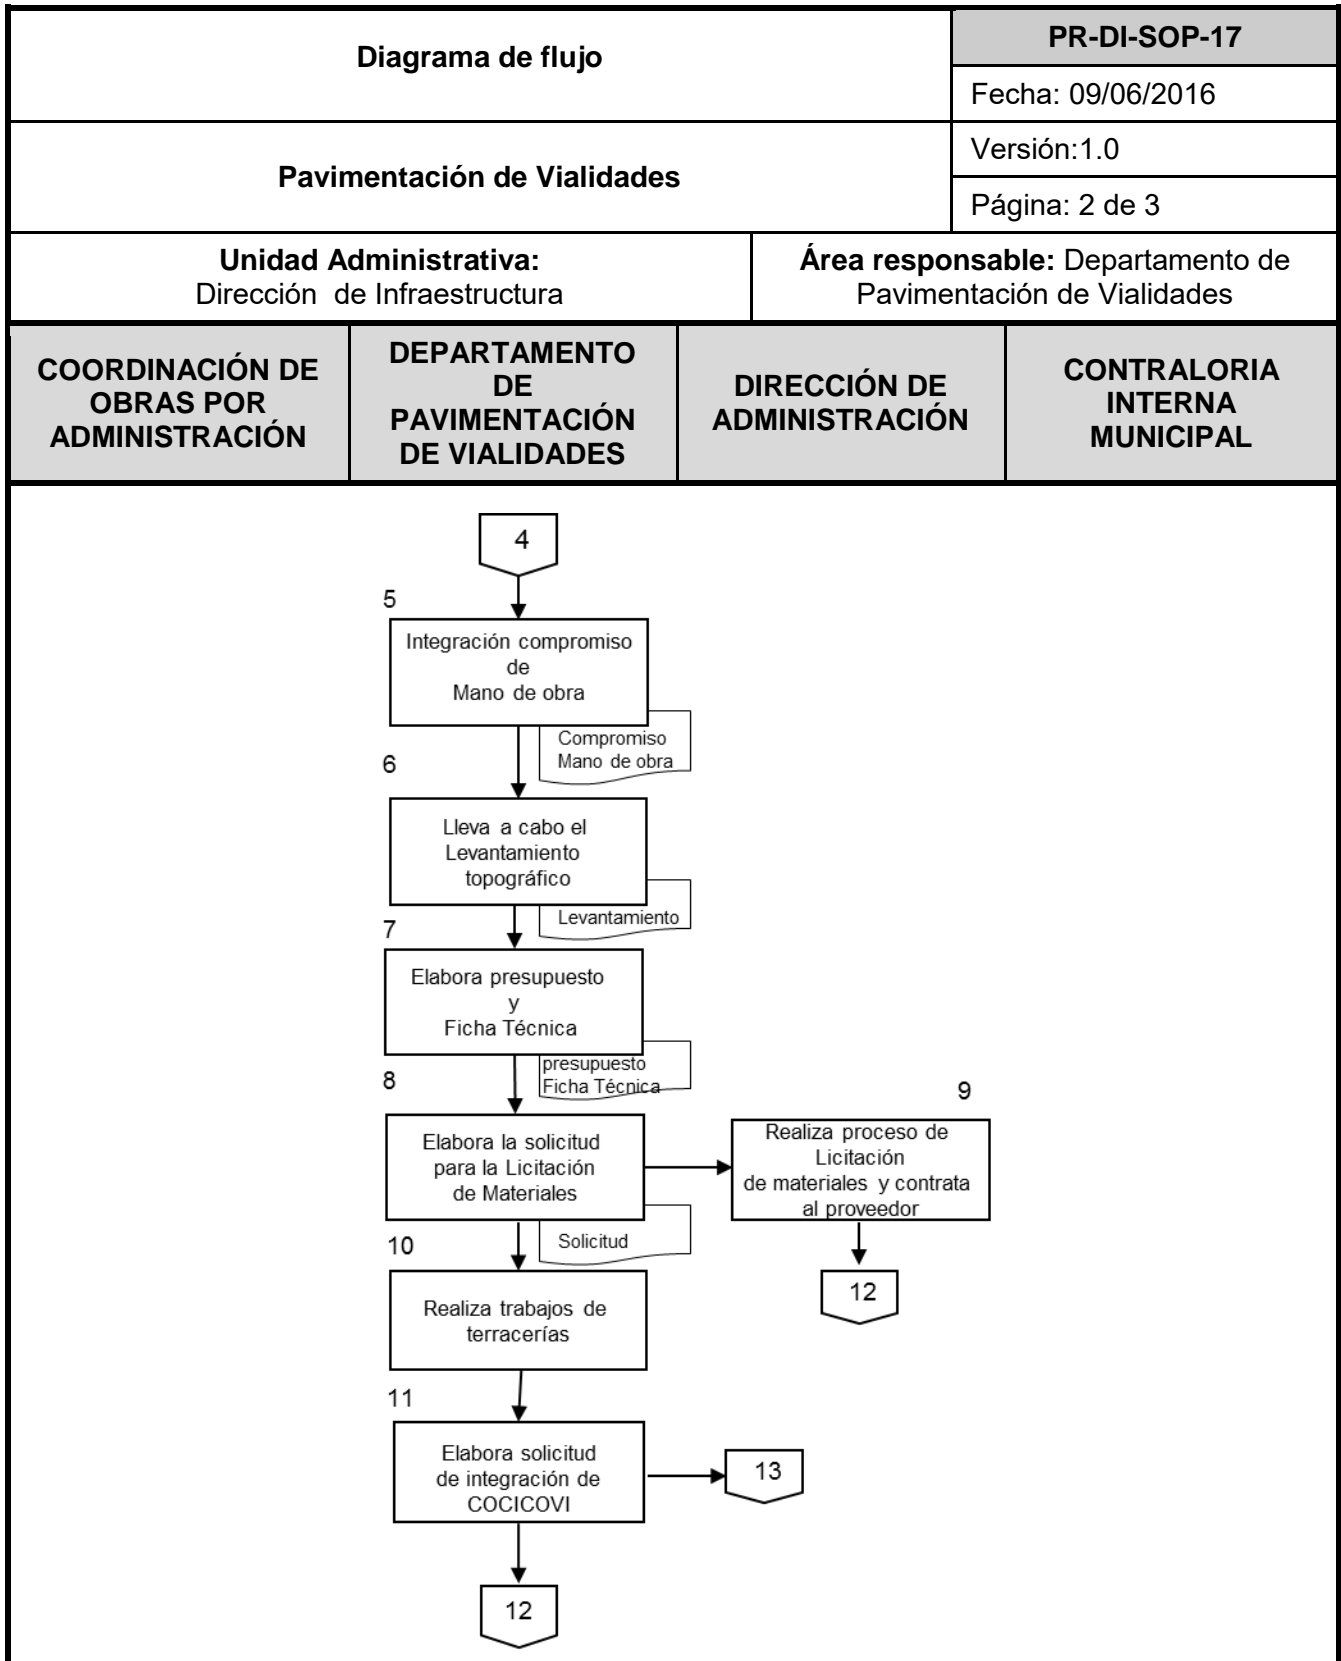 Diagrama de flujo
PR-DI-SOP-17
Fecha: 09/06/2016
Pavimentación de Vialidades
Versión:1.0
Página: 2 de 3
Unidad Administrativa:
Dirección de Infraestructura
Área responsable: Departamento de
Pavimentación de Vialidades
COORDINACIÓN DE
OBRAS POR
ADMINISTRACIÓN
DEPARTAMENTO
DE
PAVIMENTACIÓN
DE VIALIDADES
DIRECCIÓN DE
ADMINISTRACIÓN
CONTRALORIA
INTERNA
MUNICIPAL
4
5
Integración compromiso
de
Mano de obra
Compromiso
Mano de obra
6
Lleva a cabo el
Levantamiento
topográfico
Levantamiento
7
Elabora presupuesto
y
Ficha Técnica
presupuesto
Ficha Técnica
8
Elabora la solicitud
para la Licitación
de Materiales
Solicitud
9
Realiza proceso de
Licitación
de materiales y contrata
al proveedor
12
10
Realiza trabajos de
terracerías
11
Elabora solicitud
de integración de
COCICOVI
13
12